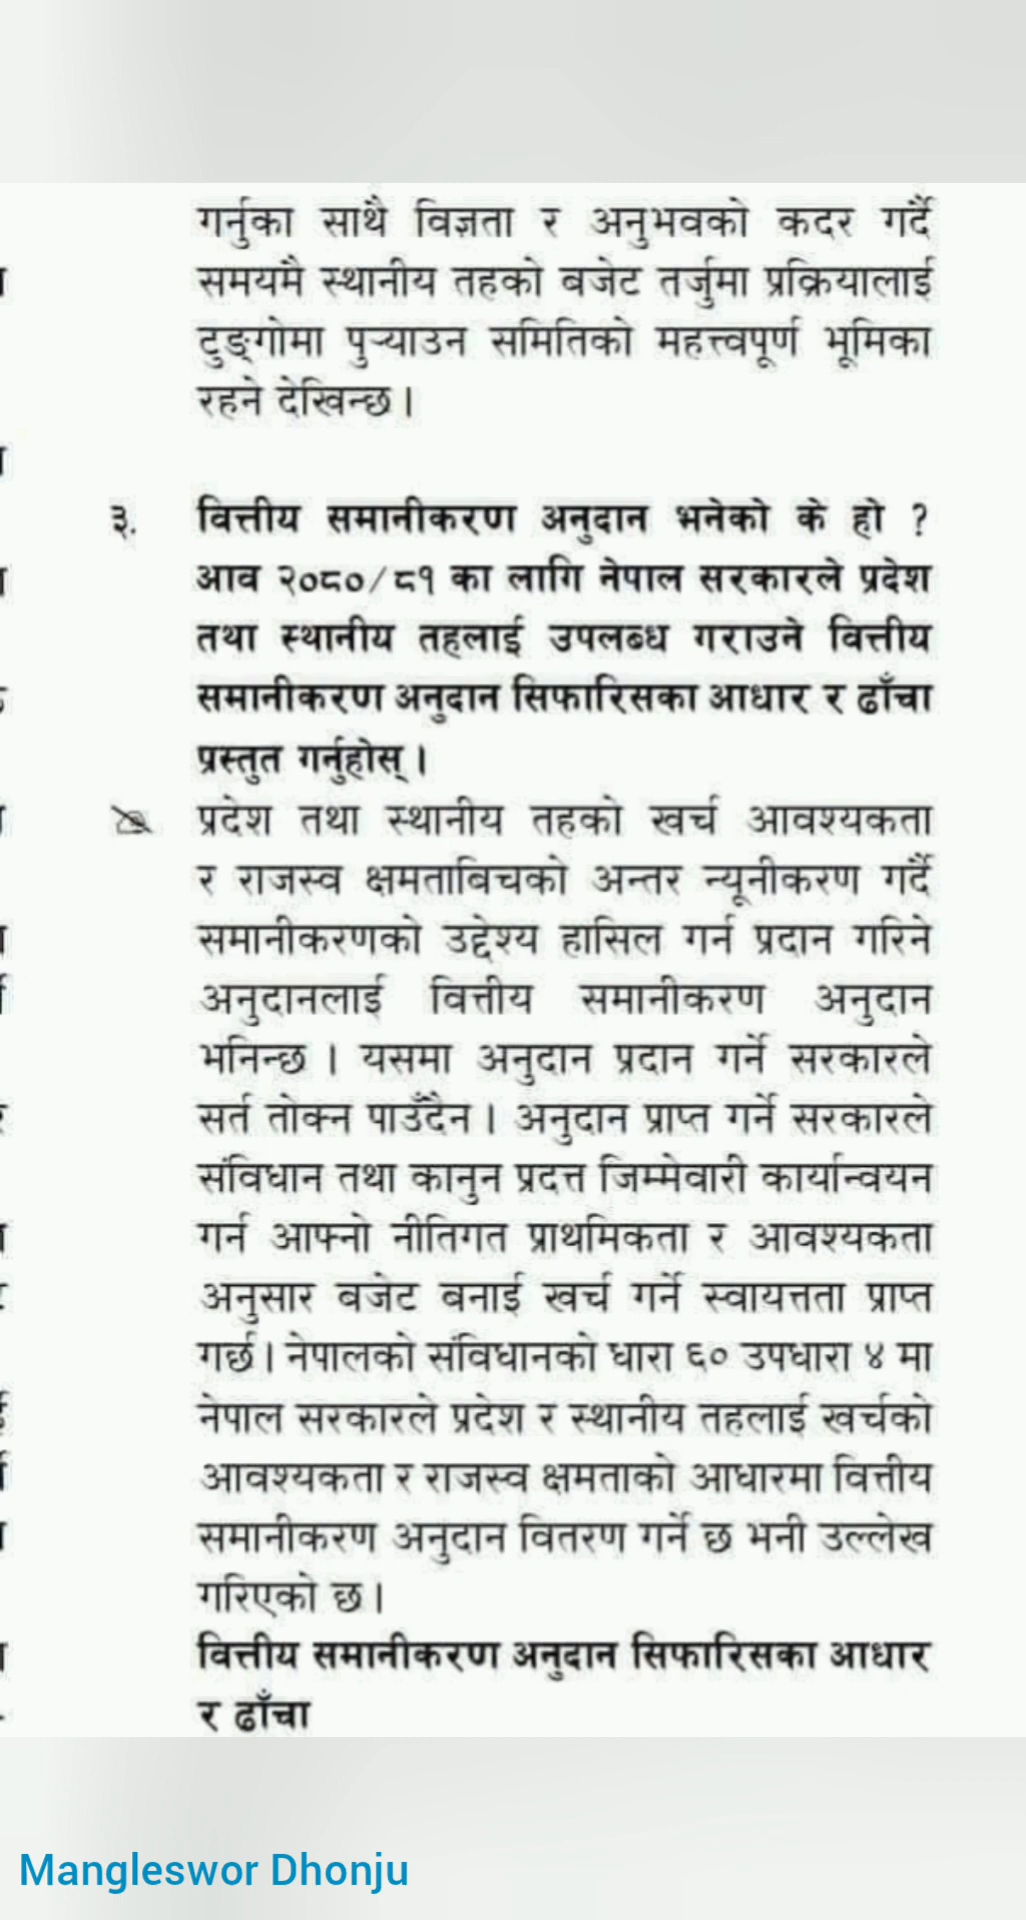 गर्नुका साथै विज्ञता र अनुभवको कदर गर्दै
समयमै स्थानीय तहको बजेट तर्जुमा प्रक्रियालाई
टुङ्गोमा पुऱ्याउन समितिको महत्त्वपूर्ण भूमिका
रहने देखिन्छ।
३. वित्तीय समानीकरण अनुदान भनेको के हो ?
आव २०८०/८१ का लागि नेपाल सरकारले प्रदेश
तथा स्थानीय तहलाई उपलब्ध गराउने वित्तीय
समानीकरण अनुदान सिफारिसका आधार र ढाँचा
प्रस्तुत गर्नुहोस्।
प्रदेश तथा स्थानीय तहको खर्च आवश्यकता
र राजस्व क्षमताबिचको अन्तर न्यूनीकरण गर्दै
समानीकरणको उद्देश्य हासिल गर्न प्रदान गरिने
अनुदानलाई वित्तीय समानीकरण अनुदान
भनिन्छ । यसमा अनुदान प्रदान गर्ने सरकारले
सर्त तोक्न पाउँदैन। अनुदान प्राप्त गर्ने सरकारले
संविधान तथा कानुन प्रदत्त जिम्मेवारी कार्यान्वयन
गर्न आफ्नो नीतिगत प्राथमिकता र आवश्यकता
अनुसार बजेट बनाई खर्च गर्ने स्वायत्तता प्राप्त
गर्छ। नेपालको संविधानको धारा ६० उपधारा ४ मा
नेपाल सरकारले प्रदेश र स्थानीय तहलाई खर्चको
आवश्यकता र राजस्व क्षमताको आधारमा वित्तीय
समानीकरण अनुदान वितरण गर्ने छ भनी उल्लेख
गरिएको छ।
वित्तीय समानीकरण अनुदान सिफारिसका आधार
र ढाँचा
Mangleswor Dhonju